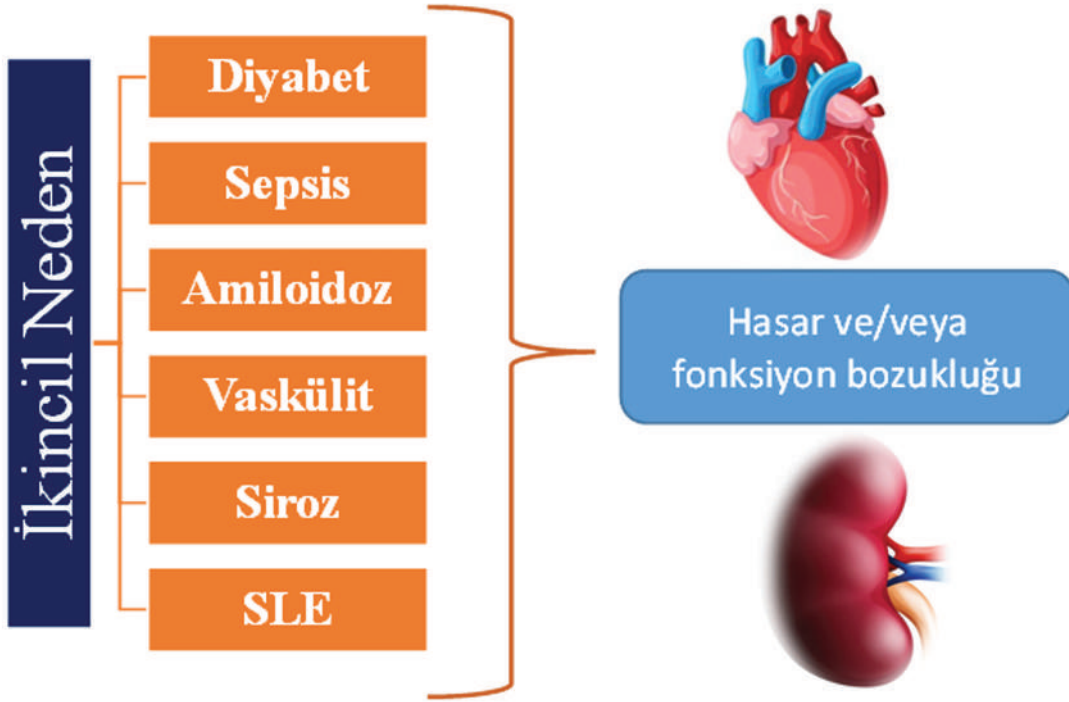 İkincil Neden
Diyabet
Sepsis
Amiloidoz
Vaskülit
Siroz
SLE
Hasar ve/veya
fonksiyon bozukluğu